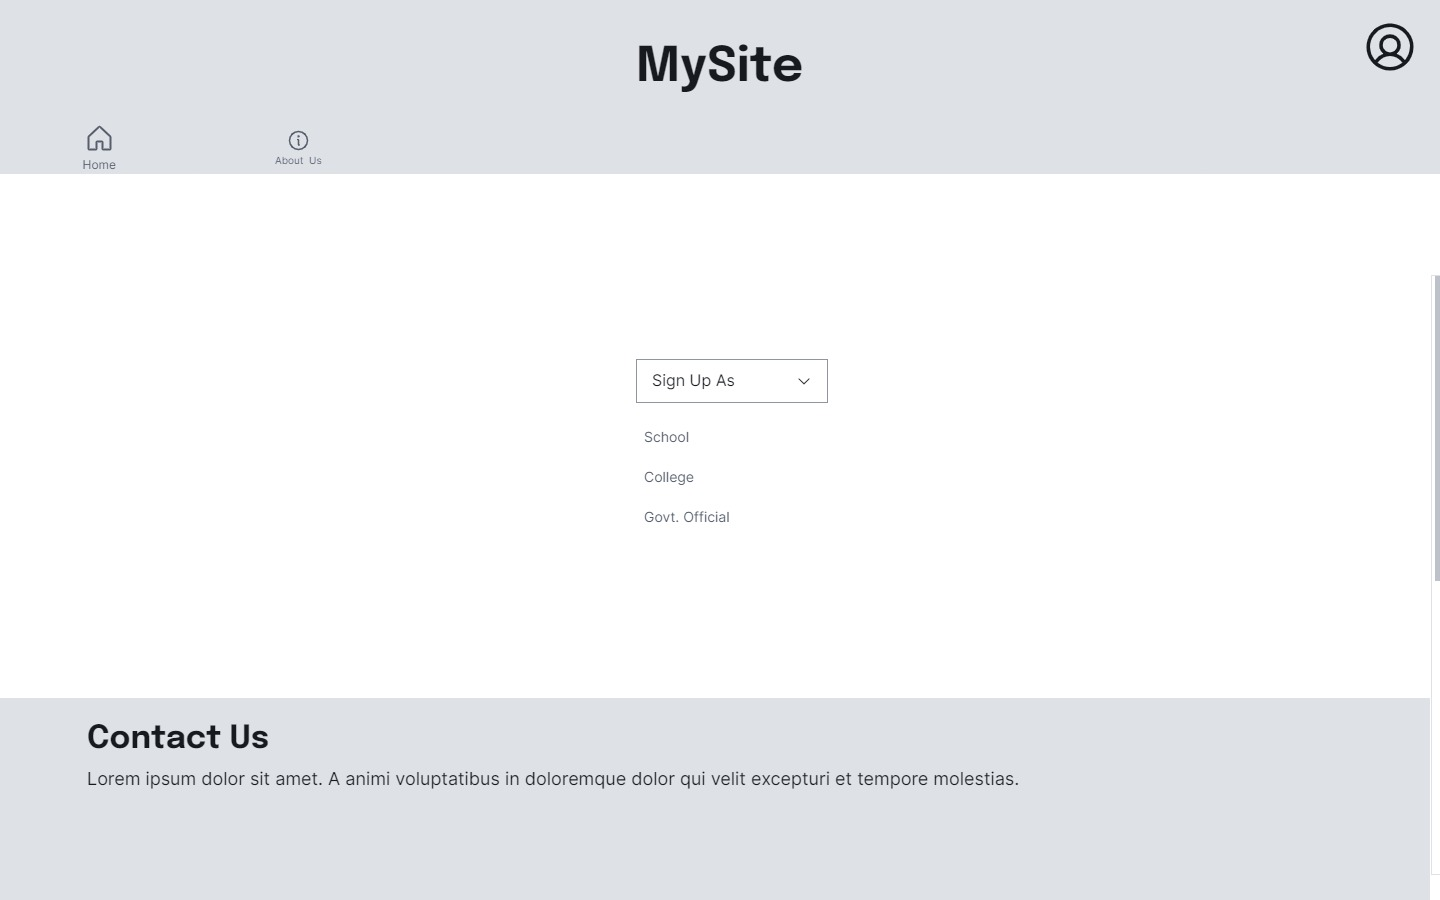 MySite
Home
About Us
Sign Up As
School
College
Govt. Official
Contact Us
Lorem ipsum dolor sit amet. A animi voluptatibus in doloremque dolor qui velit excepturi et tempore molestias.